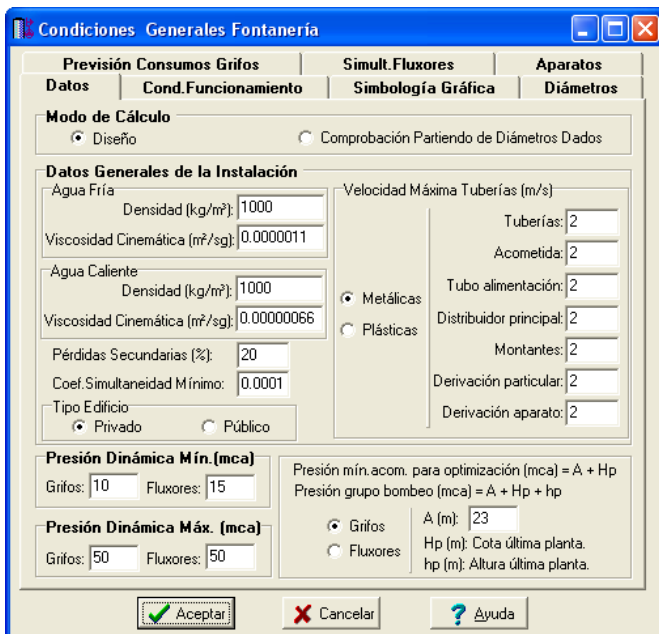 Condiciones Generales Fontanería
Previsión Consumos Grifos
Simult.Fluxores
Aparatos
Datos
Cond.Funcionamiento
Simbología Gráfica
Diámetros
Modo de Cálculo
Diseño
Comprobación Partiendo de Diámetros Dados
Datos Generales de la Instalación
Agua Fría
Densidad (kg/m³): 1000
Viscosidad Cinemática (m²/sg): 0.0000011
Agua Caliente
Densidad (kg/m³): 1000
Viscosidad Cinemática (m²/sg): 0.00000066
Pérdidas Secundarias (%): 20
Coef.Simultaneidad Mínimo: 0.0001
Tipo Edificio
Privado
Público
Velocidad Máxima Tuberías (m/s)
Metálicas
Plásticas
Tuberías: 2
Acometida: 2
Tubo alimentación: 2
Distribuidor principal: 2
Montantes: 2
Derivación particular: 2
Derivación aparato: 2
Presión Dinámica Mín.(mca)
Grifos: 10 Fluxores: 15
Presión Dinámica Máx. (mca)
Grifos: 50 Fluxores: 50
Presión mín.acom. para optimización (mca) = A + Hp
Presión grupo bombeo (mca) = A + Hp + hp
Grifos
Fluxores
A (m): 23
Hp (m): Cota última planta.
hp (m): Altura última planta.
Aceptar
Cancelar
Ayuda